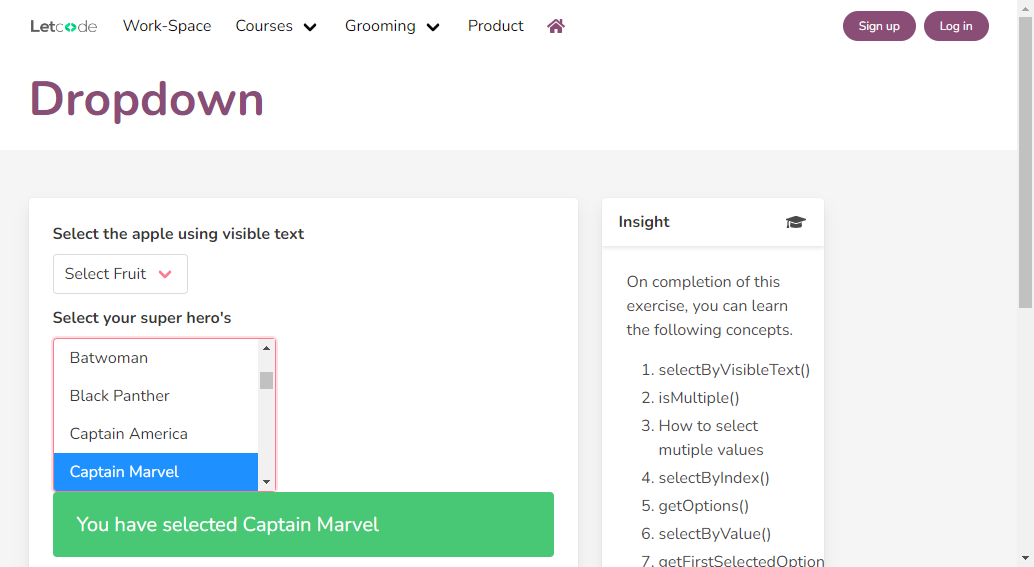 Letcode Work-Space Courses Grooming Product Sign up Log in
Dropdown
Select the apple using visible text
Select Fruit
Select your super hero's
Batwoman
Black Panther
Captain America
Captain Marvel
You have selected Captain Marvel
Insight
On completion of this
exercise, you can learn
the following concepts.
1. selectByVisibleText()
2. isMultiple()
3. How to select
mutiple values
4. selectByIndex()
5. getOptions()
6. selectByValue()
7. getFirstSelectedOption